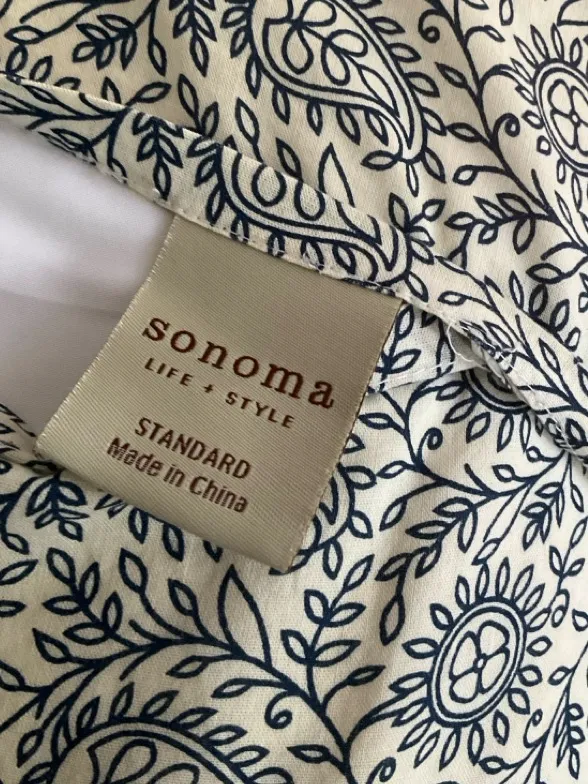 sonoma
LIFE + STYLE
STANDARD
Made in China